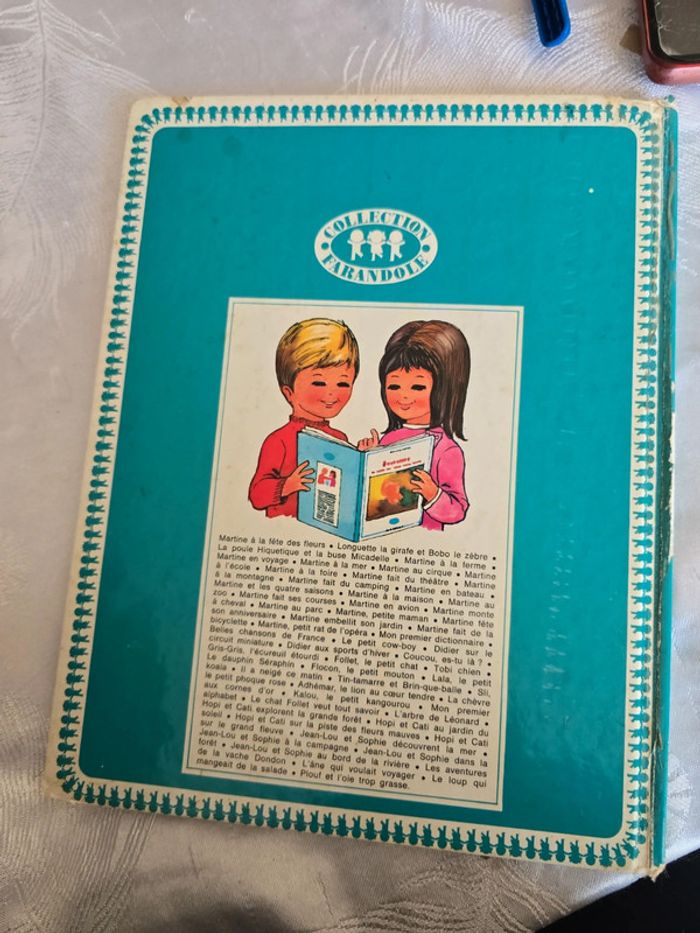 COLLECTION
FARANDOLE
Martine à la fête des fleurs • Longuette la girafe et Bobo le zèbre •
La poule Hiquetique et la buse Micadelle • Martine à la ferme •
Martine en voyage • Martine à la mer • Martine au cirque • Martine
à l'école • Martine à la foire • Martine fait du théâtre • Martine
à la montagne • Martine fait du camping • Martine en bateau •
Martine et les quatre saisons • Martine à la maison • Martine au
zoo • Martine fait ses courses • Martine en avion • Martine monte
à cheval • Martine au parc • Martine, petite maman • Martine fête
son anniversaire • Martine embellit son jardin • Martine fait de la
bicyclette • Martine, petit rat de l'opéra • Mon premier dictionnaire •
Belles chansons de France • Le petit cow-boy • Didier sur le
circuit miniature • Didier aux sports d'hiver • Coucou, es-tu là ? •
Gris-Gris, l'écureuil étourdi • Follet, le petit chat • Tobi chien •
Le dauphin Séraphin • Flocon, le petit mouton • Lala, le petit
koala • Il a neigé ce matin • Tin-tamarre et Brin-que-balle • Sil,
le petit phoque rose • Adhémar, le lion au cœur tendre • La chèvre
aux cornes d'or • Kalou, le petit kangourou • Mon premier
alphabet • Le chat Follet veut tout savoir • L'arbre de Léonard •
Hopi et Cati explorent la grande forêt • Hopi et Cati au jardin du
soleil • Hopi et Cati sur la piste des fleurs mauves • Hopi et Cati
sur le grand fleuve • Jean-Lou et Sophie découvrent la mer •
Jean-Lou et Sophie à la campagne • Jean-Lou et Sophie dans la
forêt • Jean-Lou et Sophie au bord de la rivière • Les aventures
de la vache Dondon • L'âne qui voulait voyager • Le loup qui
mangeait de la salade • Plouf et l'oie trop grasse.